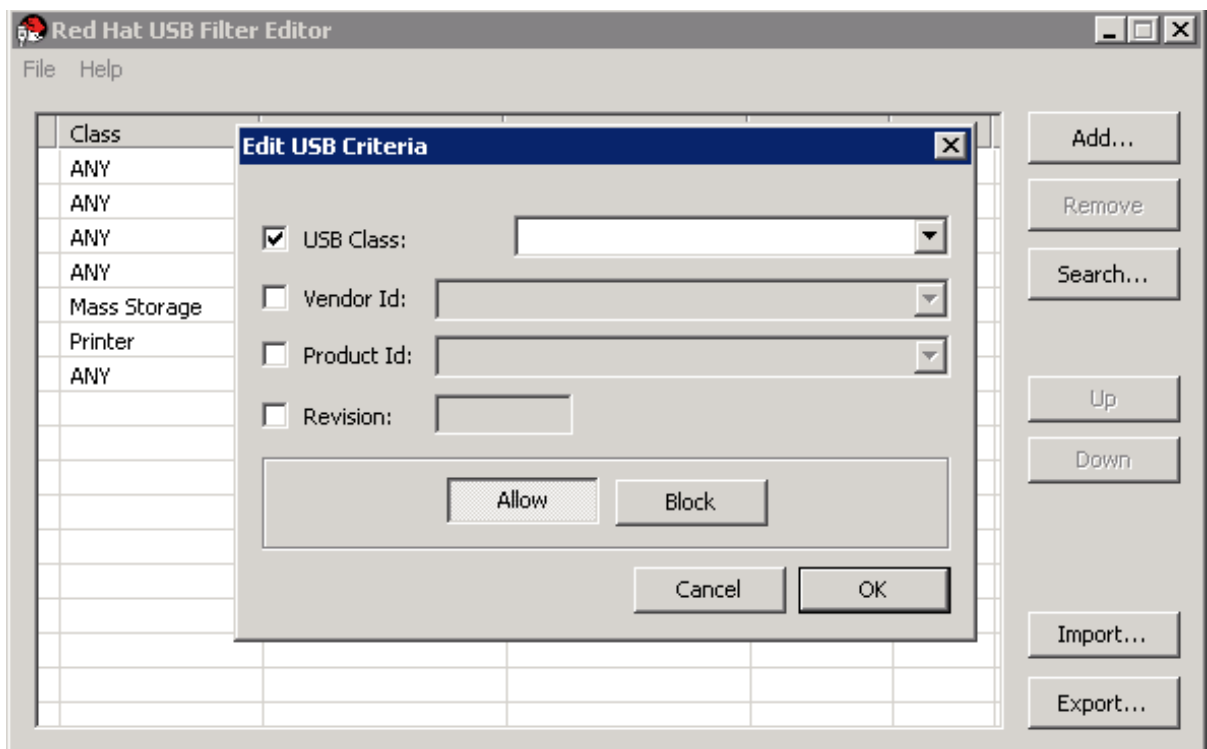 Red Hat USB Filter Editor
File Help
Class
ANY
ANY
ANY
ANY
Mass Storage
Printer
ANY
Edit USB Criteria
USB Class:
Vendor Id:
Product Id:
Revision:
Allow Block
Cancel OK
Add...
Remove
Search...
Up
Down
Import...
Export...